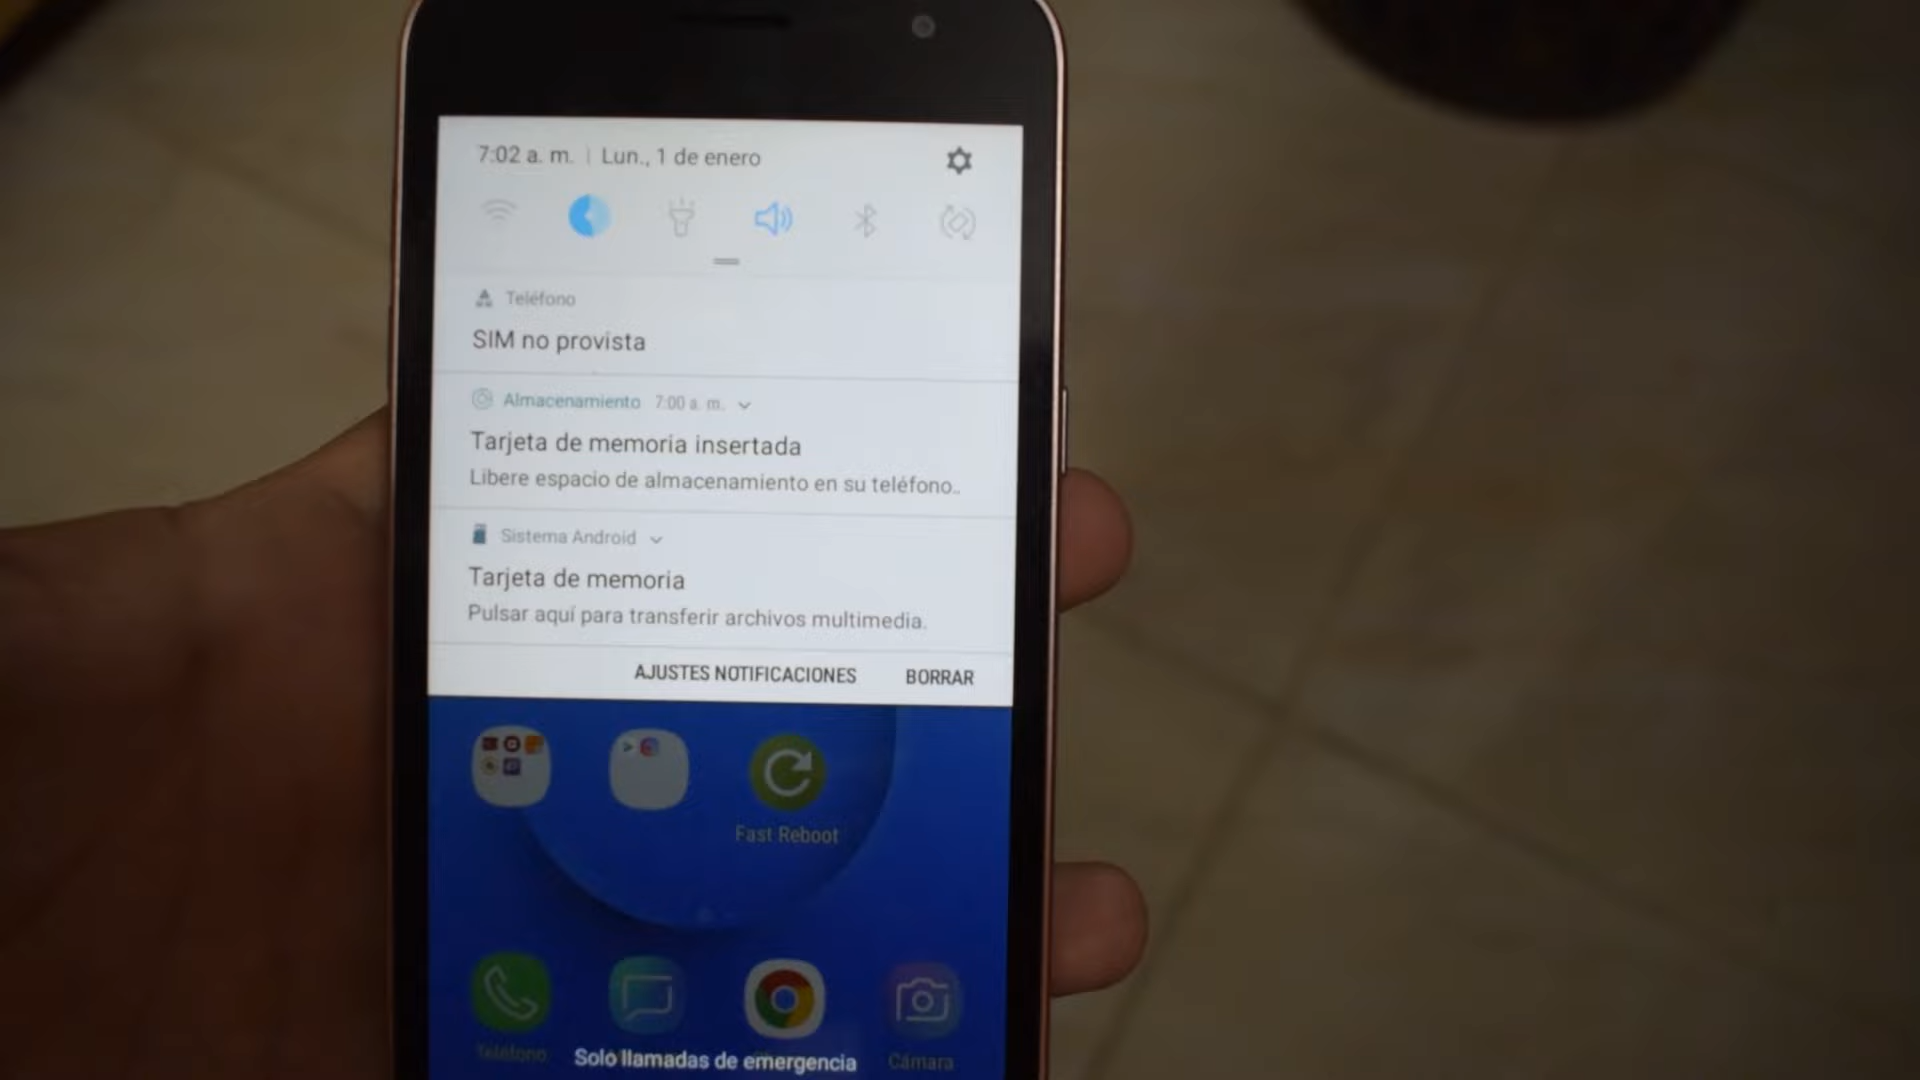 7:02 a. m. | Lun., 1 de enero
Teléfono
SIM no provista
Almacenamiento 7:00 a. m.
Tarjeta de memoria insertada
Libere espacio de almacenamiento en su teléfono..
Sistema Android
Tarjeta de memoria
Pulsar aquí para transferir archivos multimedia.
AJUSTES NOTIFICACIONES BORRAR
Fast Reboot
Teléfono Cámara
Solo llamadas de emergencia